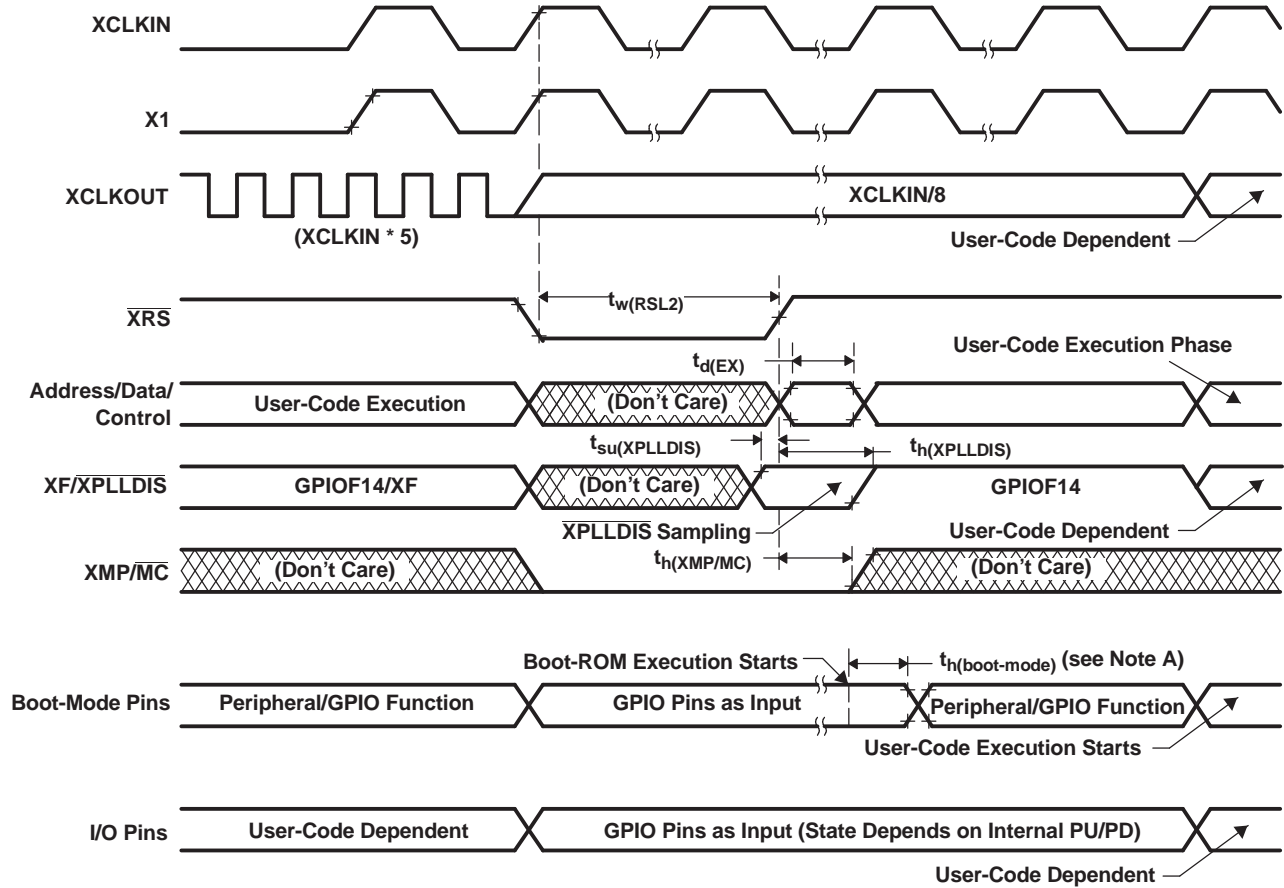 XCLKIN
X1
XCLKOUT
XCLKIN/8
(XCLKIN * 5)
User-Code Dependent
XRS
tw(RSL2)
User-Code Execution Phase
td(EX)
Address/Data/
Control
User-Code Execution
(Don't Care)
tsu(XPLLDIS)
th(XPLLDIS)
XF/XPLLDIS
GPIOF14/XF
(Don't Care)
GPIOF14
XPLLDIS Sampling
User-Code Dependent
XMP/MC
(Don't Care)
th(XMP/MC)
(Don't Care)
Boot-ROM Execution Starts
th(boot-mode) (see Note A)
Boot-Mode Pins
Peripheral/GPIO Function
GPIO Pins as Input
Peripheral/GPIO Function
User-Code Execution Starts
I/O Pins
User-Code Dependent
GPIO Pins as Input (State Depends on Internal PU/PD)
User-Code Dependent